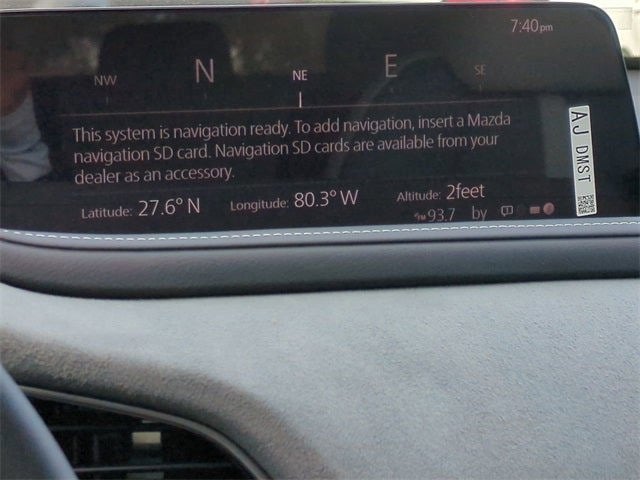 7:40pm
NW N NE E SE
This system is navigation ready. To add navigation, insert a Mazda
navigation SD card. Navigation SD cards are available from your
dealer as an accessory.
Latitude: 27.6° N Longitude: 80.3° W Altitude: 2feet
FM 93.7 by
AJ DMST